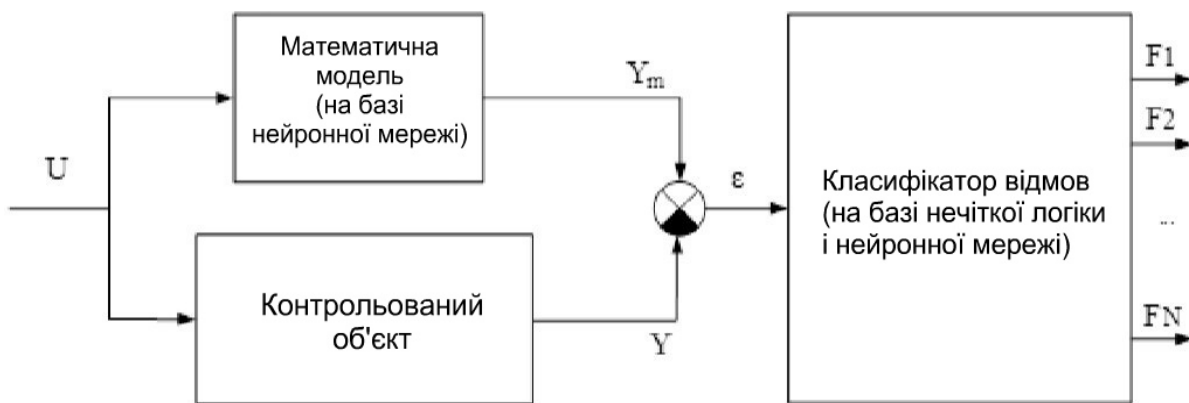 Математична
модель
(на базі
нейронної мережі)
Ym
U
ε
Контрольований
об'єкт
Y
Класифікатор відмов
(на базі нечіткої логіки
і нейронної мережі)
F1
F2
...
FN